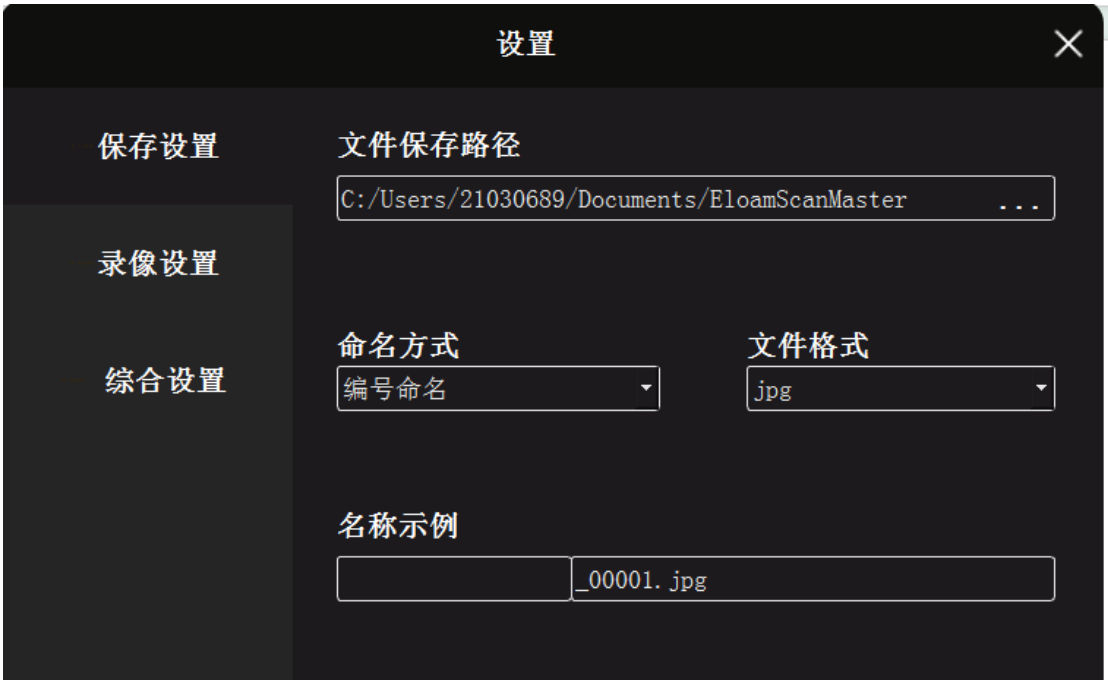 设置
保存设置
文件保存路径
C:/Users/21030689/Documents/EloamScanMaster ...
录像设置
命名方式 文件格式
综合设置
编号命名 jpg
名称示例
_00001.jpg